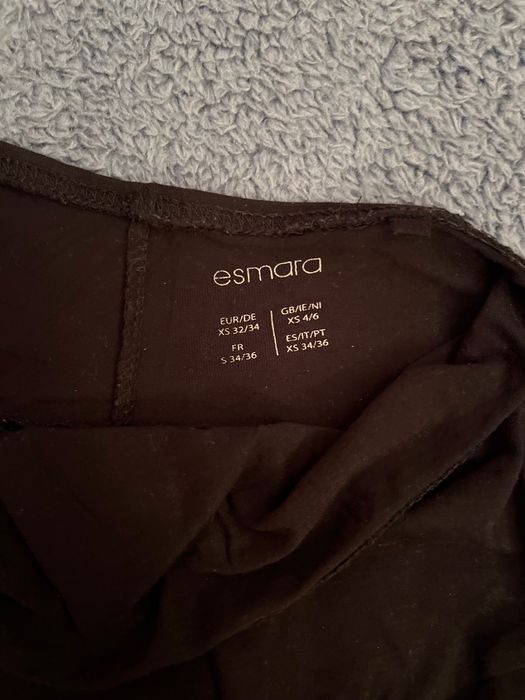 esmara
EUR/DE
XS 32/34
FR
S 34/36
GB/IE/NI
XS 4/6
ES/IT/PT
XS 34/36